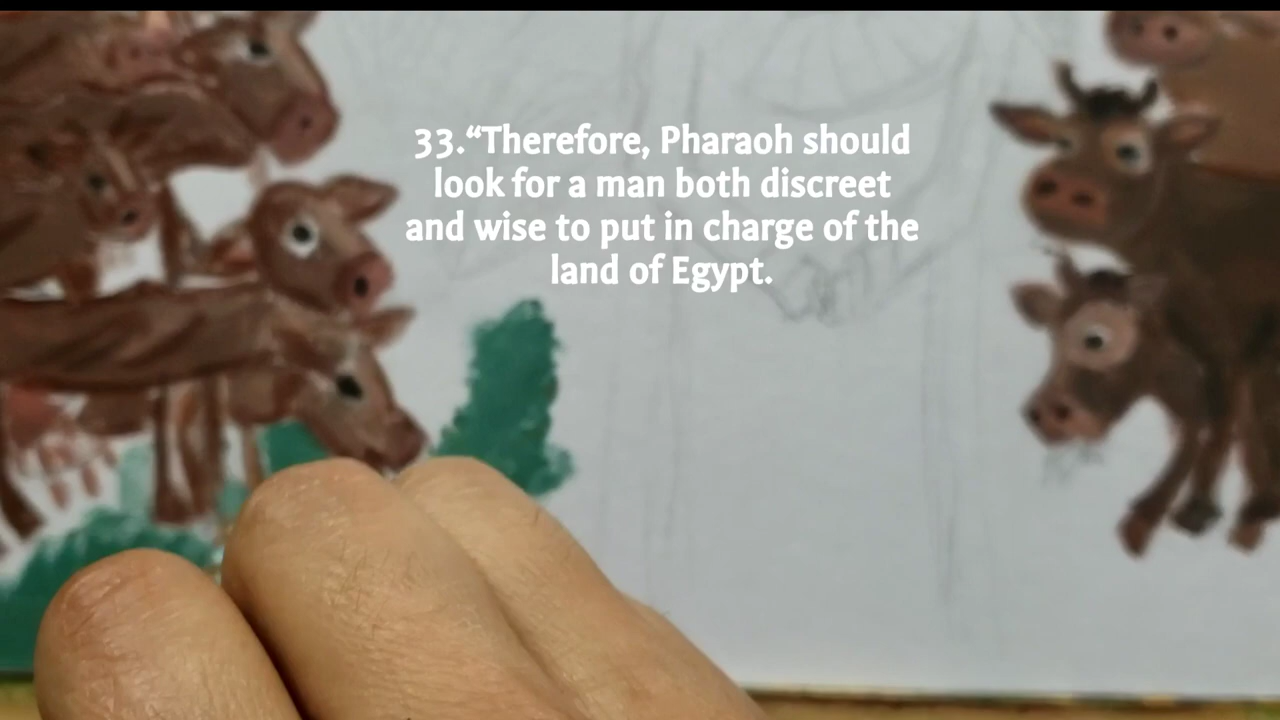 33.“Therefore, Pharaoh should
look for a man both discreet
and wise to put in charge of the
land of Egypt.